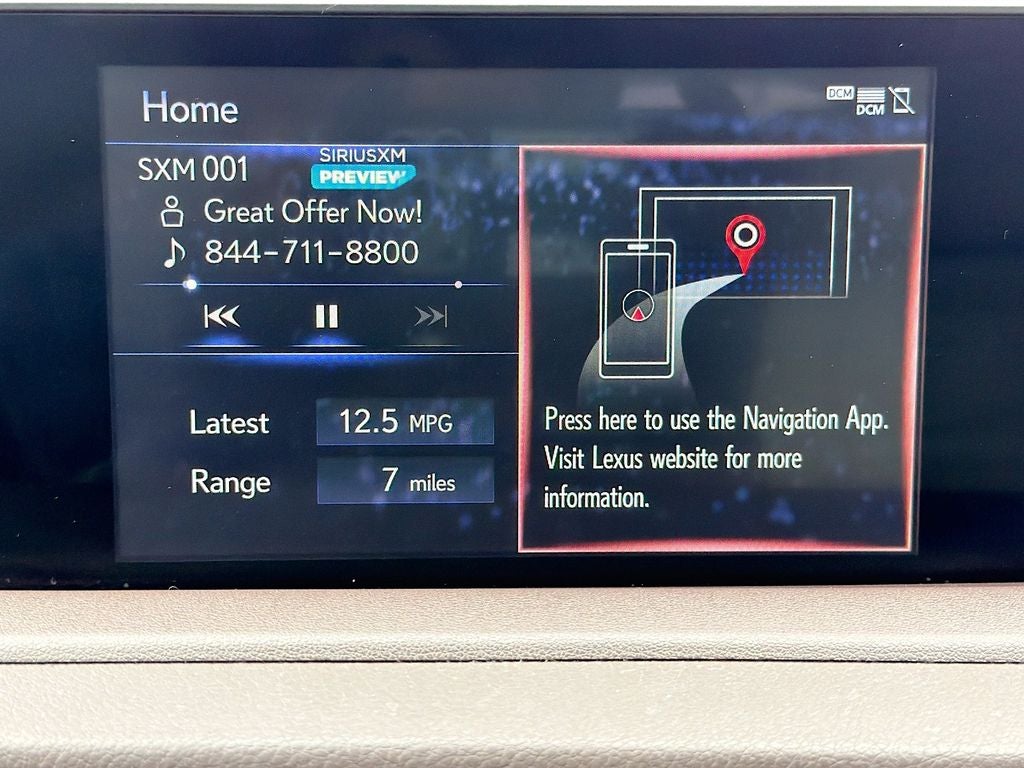 Home
DCM
DCM
SXM 001
SIRIUSXM
PREVIEW
Great Offer Now!
844-711-8800
Latest
12.5 MPG
Range
7 miles
Press here to use the Navigation App.
Visit Lexus website for more
information.